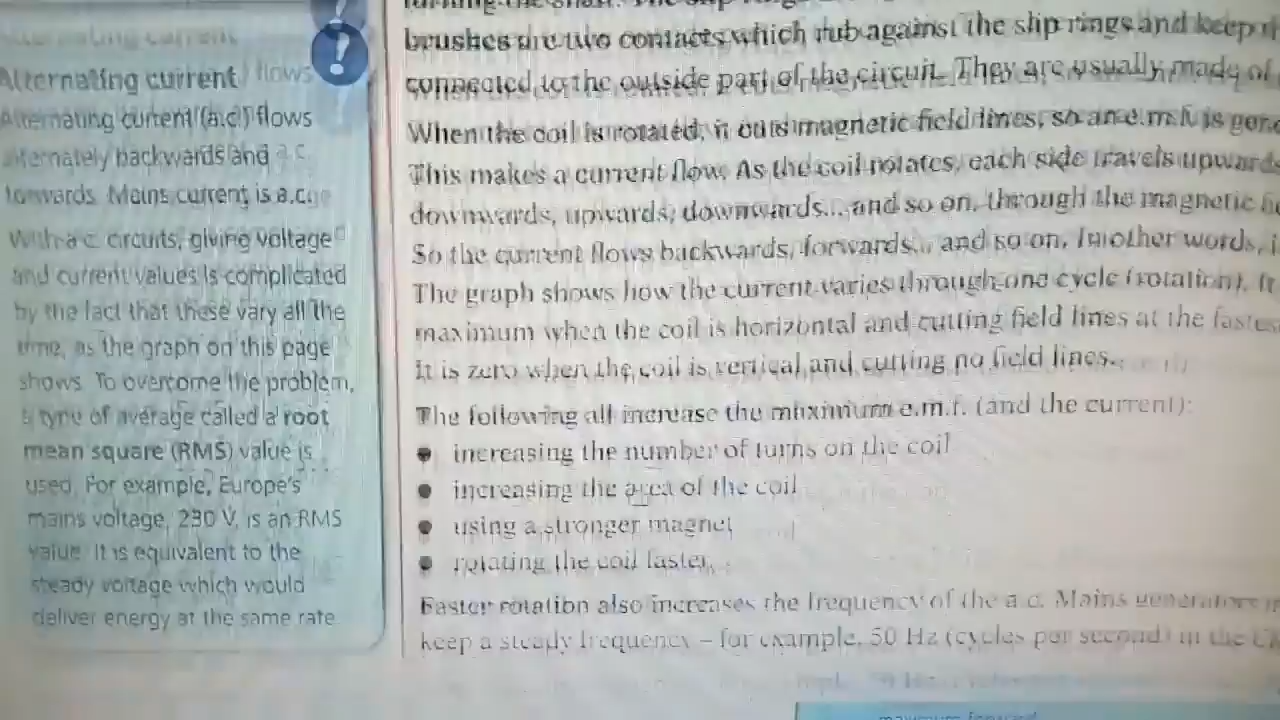 Alternating current
Alternating current (a.c.) flows
alternately backwards and
forwards. Mains current is a.c.
With a.c. circuits, giving voltage
and current values is complicated
by the fact that these vary all the
time, as the graph on this page
shows. To overcome the problem,
a type of average called a root
mean square (RMS) value is
used. For example, Europe's
mains voltage, 230 V, is an RMS
value. It is equivalent to the
steady voltage which would
deliver energy at the same rate.
brushes are two contacts which rub against the slip rings and keep
connected to the outside part of the circuit. They are usually made of
When the coil is rotated, it cuts magnetic field lines, so an e.m.f. is
This makes a current flow. As the coil rotates, each side travels upwards,
downwards, upwards, downwards... and so on, through the magnetic
So the current flows backwards, forwards... and so on. In other words,
The graph shows how the current varies through one cycle (rotation). It
maximum when the coil is horizontal and cutting field lines at the fastest
It is zero when the coil is vertical and cutting no field lines.
The following all increase the maximum e.m.f. (and the current):
● increasing the number of turns on the coil
● increasing the area of the coil
● using a stronger magnet
● rotating the coil faster.
Faster rotation also increases the frequency of the a.c. Mains generators
keep a steady frequency – for example, 50 Hz (cycles per second) in the
maximum forward